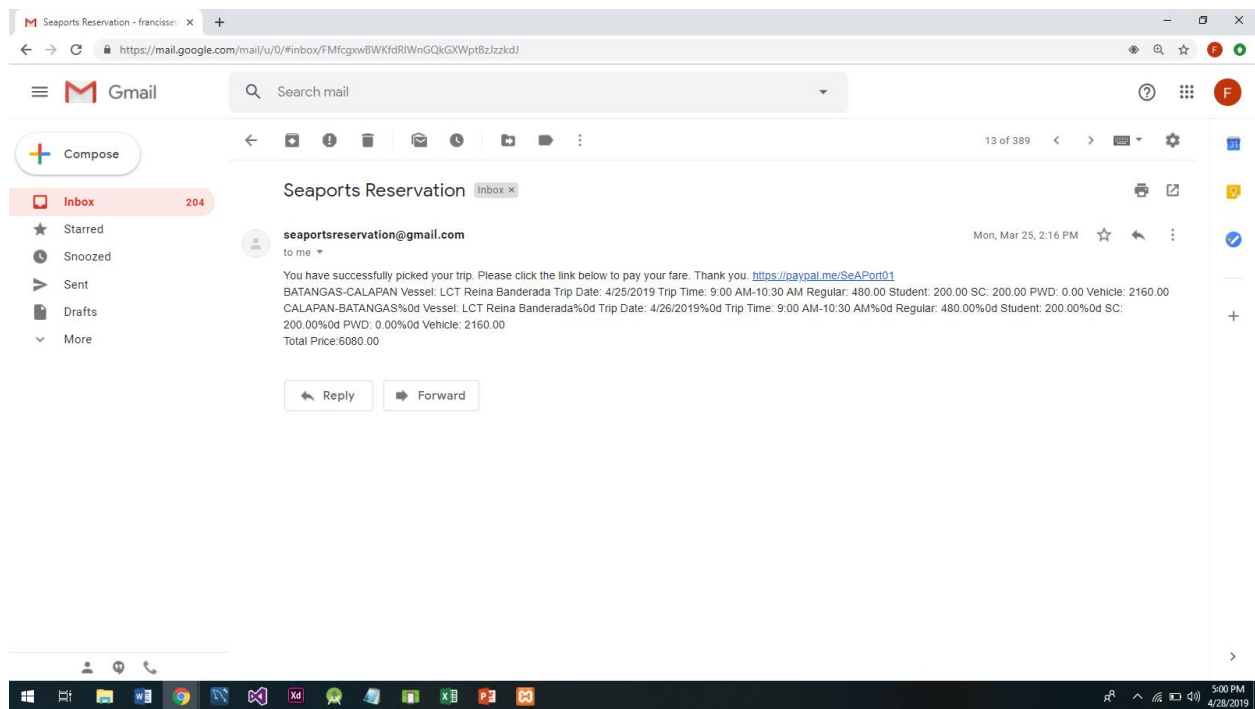 Seaports Reservation - francissev
https://mail.google.com/mail/u/0/#inbox/FMfcgxwBWKfdRlWnGQkGXWptBzJzzkdJ
F
Gmail
Search mail
F
Compose
13 of 389
31
Seaports Reservation Inbox x
Inbox 204
Starred
seaportsreservation@gmail.com Mon, Mar 25, 2:16 PM
to me
Snoozed
You have successfully picked your trip. Please click the link below to pay your fare. Thank you. https://paypal.me/SeAPort01
Sent
BATANGAS-CALAPAN Vessel: LCT Reina Banderada Trip Date: 4/25/2019 Trip Time: 9:00 AM-10:30 AM Regular: 480.00 Student: 200.00 SC: 200.00 PWD: 0.00 Vehicle: 2160.00
Drafts
CALAPAN-BATANGAS%0d Vessel: LCT Reina Banderada%0d Trip Date: 4/26/2019%0d Trip Time: 9:00 AM-10:30 AM%0d Regular: 480.00%0d Student: 200.00%0d SC:
200.00%0d PWD: 0.00%0d Vehicle: 2160.00
More
Total Price:6080.00
Reply Forward
Xd
5:00 PM
4/28/2019